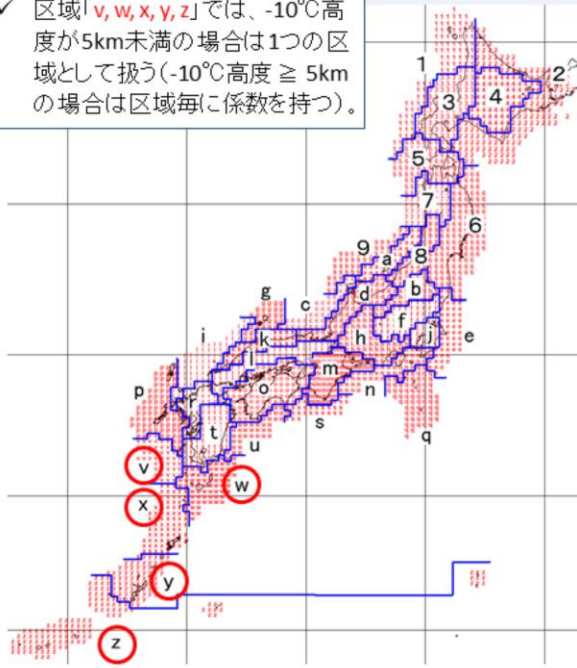 ✓ 区域「v, w, x, y, z」では、-10℃高
度が5km未満の場合は1つの区
域として扱う(-10℃高度 ≧ 5km
の場合は区域毎に係数を持つ)。
1
2
3
4
5
7
6
9
a
8
g
c
d
b
f
i
k
h
j
e
l
m
p
r
o
n
t
s
u
q
v
w
x
y
z